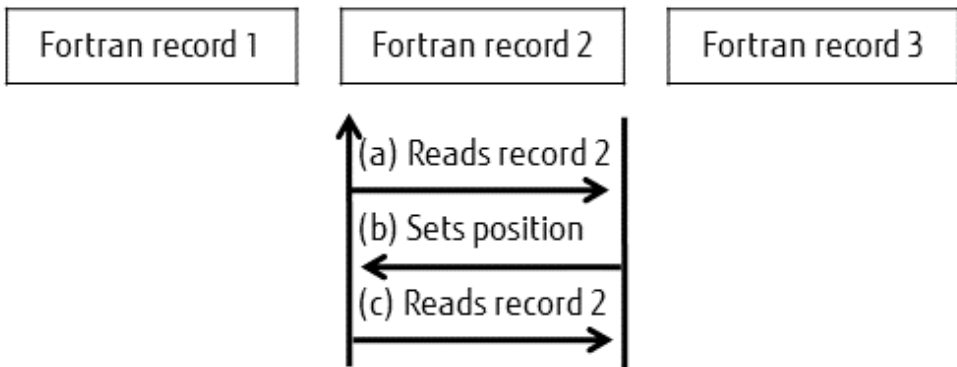 Fortran record 1 Fortran record 2 Fortran record 3
(a) Reads record 2
(b) Sets position
(c) Reads record 2